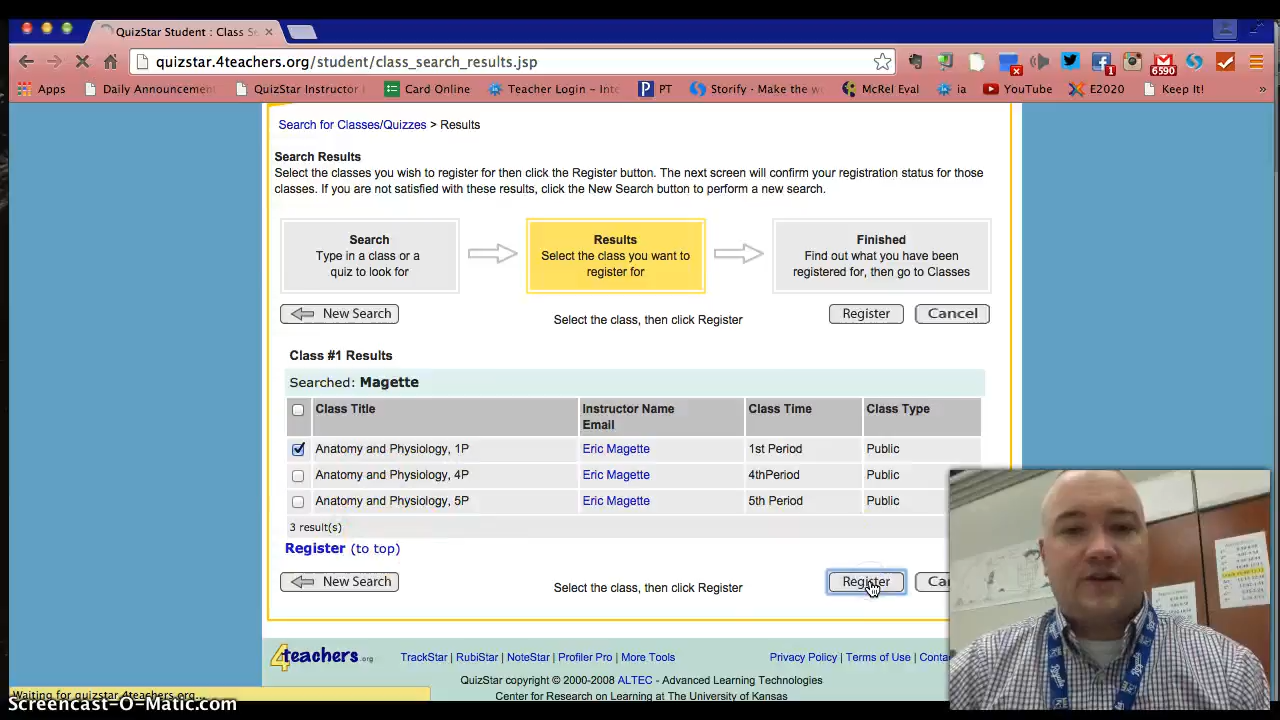 QuizStar Student : Class Se
quizstar.4teachers.org/student/class_search_results.jsp
1
6590
Apps Daily Announcement QuizStar Instructor Card Online Teacher Login – Int PT Storify - Make the w McRel Eval ia YouTube E2020 Keep It! »
Search for Classes/Quizzes > Results
Search Results
Select the classes you wish to register for then click the Register button. The next screen will confirm your registration status for those
classes. If you are not satisfied with these results, click the New Search button to perform a new search.
Search
Type in a class or a
quiz to look for
Results
Select the class you want to
register for
Finished
Find out what you have been
registered for, then go to Classes
New Search
Select the class, then click Register
Register
Cancel
Class #1 Results
Searched: Magette
Class Title Instructor Name Class Time Class Type
Email
Anatomy and Physiology, 1P Eric Magette 1st Period Public
Anatomy and Physiology, 4P Eric Magette 4thPeriod Public
Anatomy and Physiology, 5P Eric Magette 5th Period Public
3 result(s)
Register (to top)
New Search
Select the class, then click Register
Register
Ca
4teachers.org
TrackStar | RubiStar | NoteStar | Profiler Pro | More Tools
Privacy Policy | Terms of Use | Conta
QuizStar copyright © 2000-2008 ALTEC - Advanced Learning Technologies
Center for Research on Learning at The University of Kansas
Waiting for quizstar.4teachers.org...
Screencast-O-Matic.com